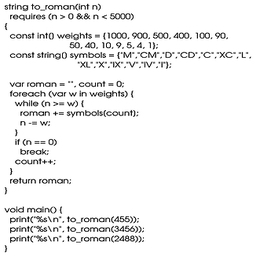 string to_roman(int n)
requires (n > 0 && n < 5000)
{
const int() weights = {1000, 900, 500, 400, 100, 90,
50, 40, 10, 9, 5, 4, 1};
const string() symbols = {"M","CM","D","CD","C","XC","L",
"XL","X","IX","V","IV","I"};
var roman = "", count = 0;
foreach (var w in weights) {
while (n >= w) {
roman += symbols(count);
n -= w;
}
if (n == 0)
break;
count++;
}
return roman;
}
void main() {
print("%s\n", to_roman(455));
print("%s\n", to_roman(3456));
print("%s\n", to_roman(2488));
}